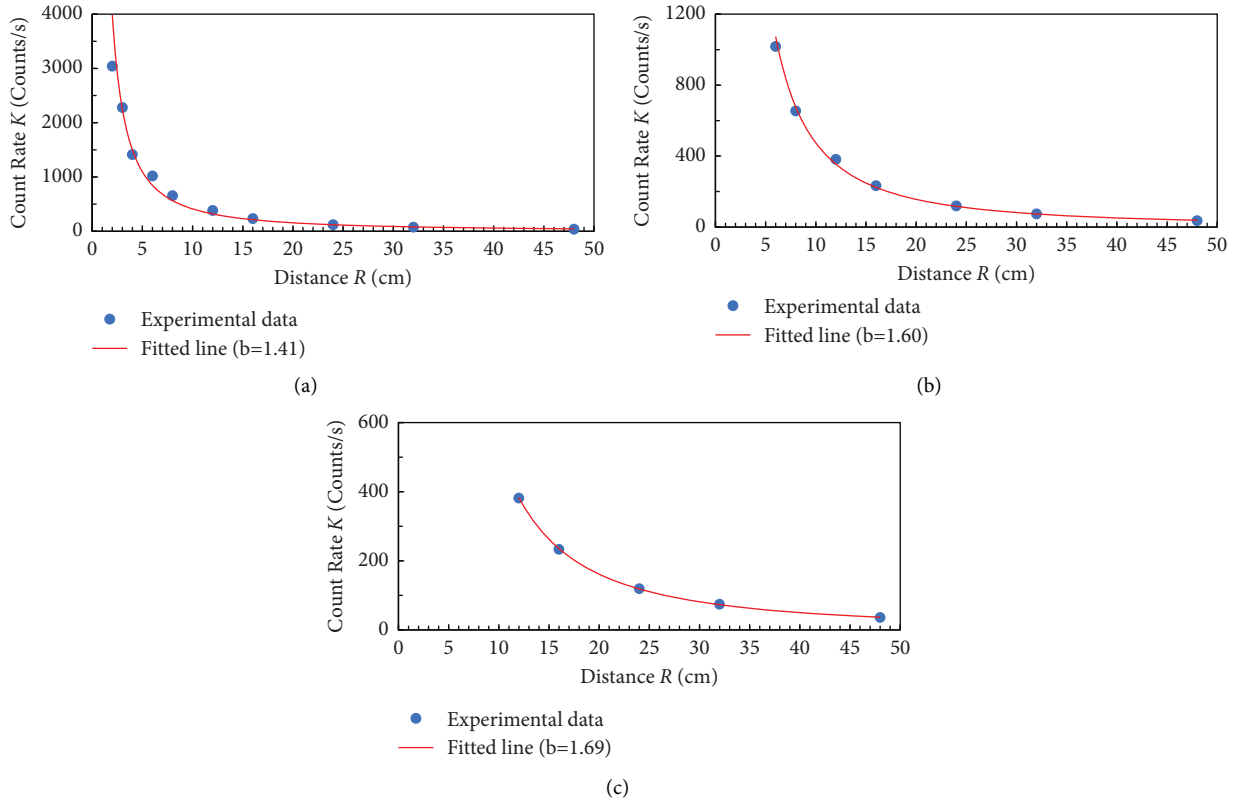 4000
3000
2000
1000
0
Count Rate K (Counts/s)
0 5 10 15 20 25 30 35 40 45 50
Distance R (cm)
Experimental data
Fitted line (b=1.41)
(a)
1200
800
400
0
Count Rate K (Counts/s)
0 5 10 15 20 25 30 35 40 45 50
Distance R (cm)
Experimental data
Fitted line (b=1.60)
(b)
600
400
200
0
Count Rate K (Counts/s)
0 5 10 15 20 25 30 35 40 45 50
Distance R (cm)
Experimental data
Fitted line (b=1.69)
(c)